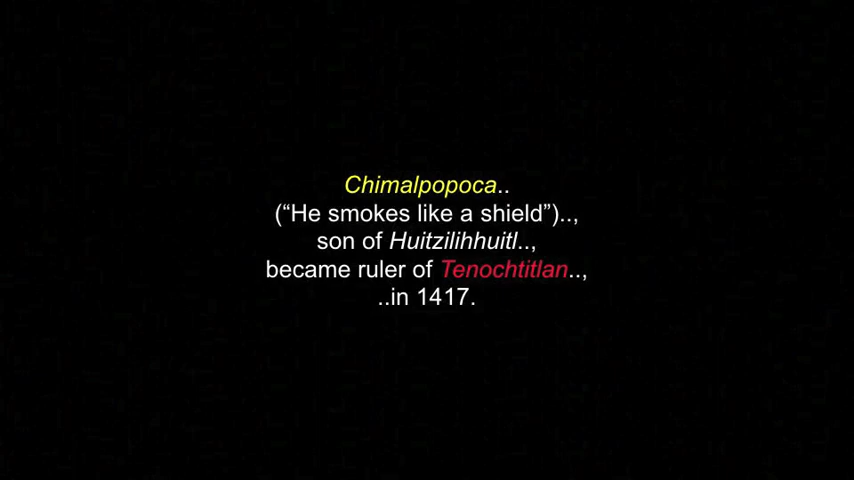 Chimalpopoca..
(“He smokes like a shield”)..,
son of Huitzilihhuitl..,
became ruler of Tenochtitlan..,
..in 1417.